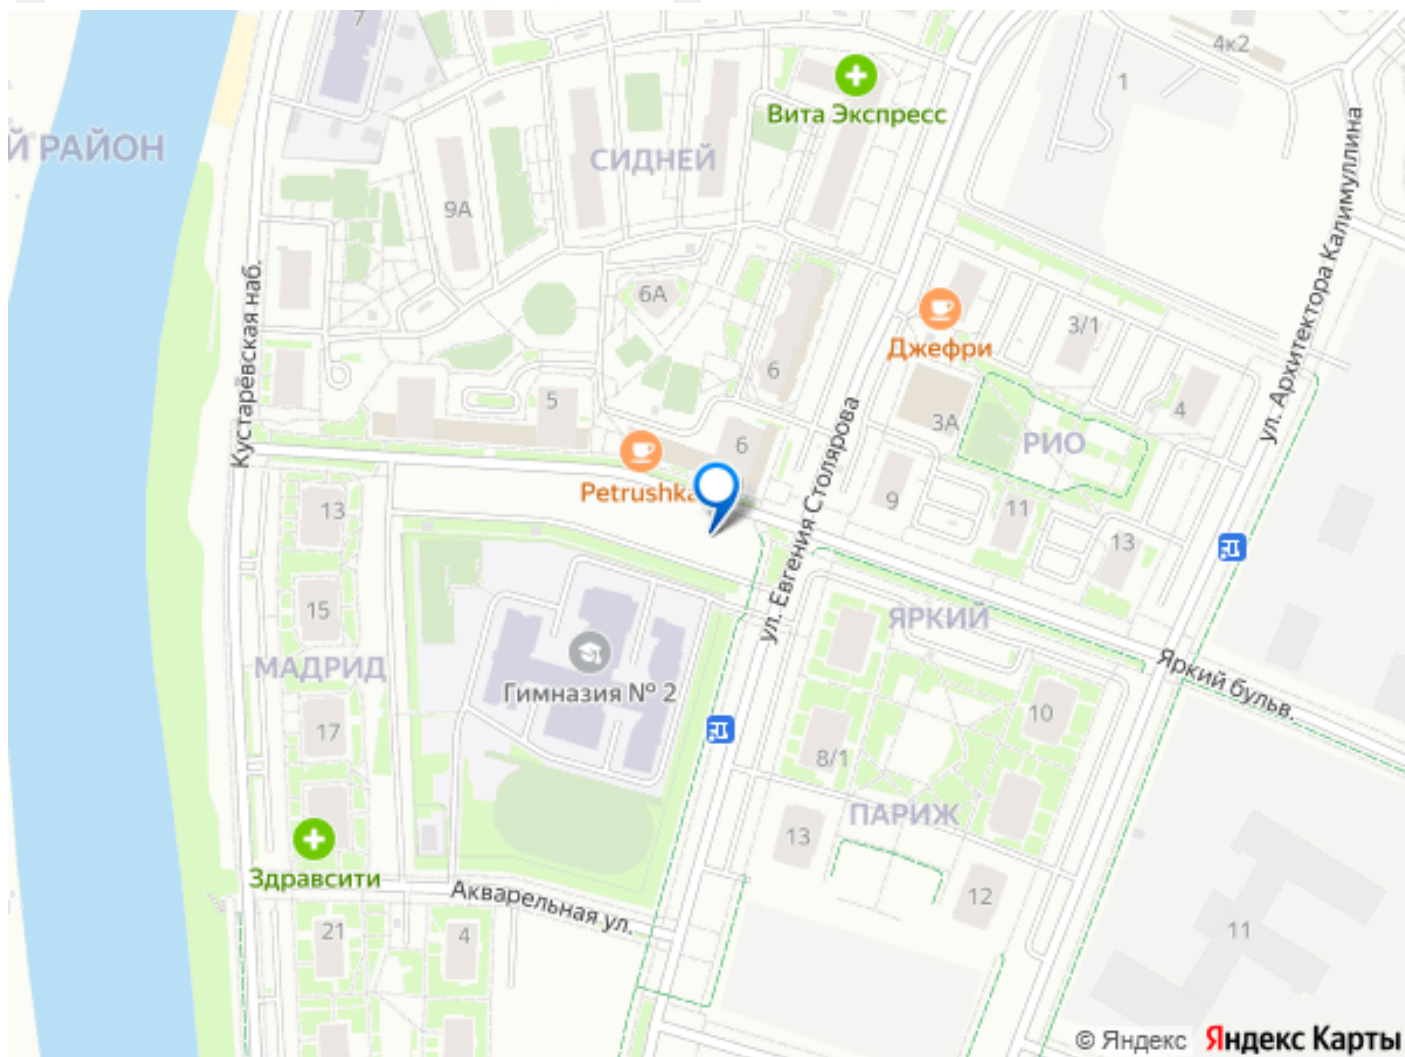 7
4к2
1
Вита Экспресс
Й РАЙОН
СИДНЕЙ
9А
ул. Архитектора Калимуллина
Кустарёвская наб.
6А
3/1
Джефри
6
5
4
3А
РИО
6
ул. Евгения Столярова
Petrushka
9
11
13
13
15
ЯРКИЙ
МАДРИД
Яркий бульв.
Гимназия № 2
17
10
8/1
ПАРИЖ
13
Здравсити
Акварельная ул.
12
21
4
11
© Яндекс Яндекс Карты